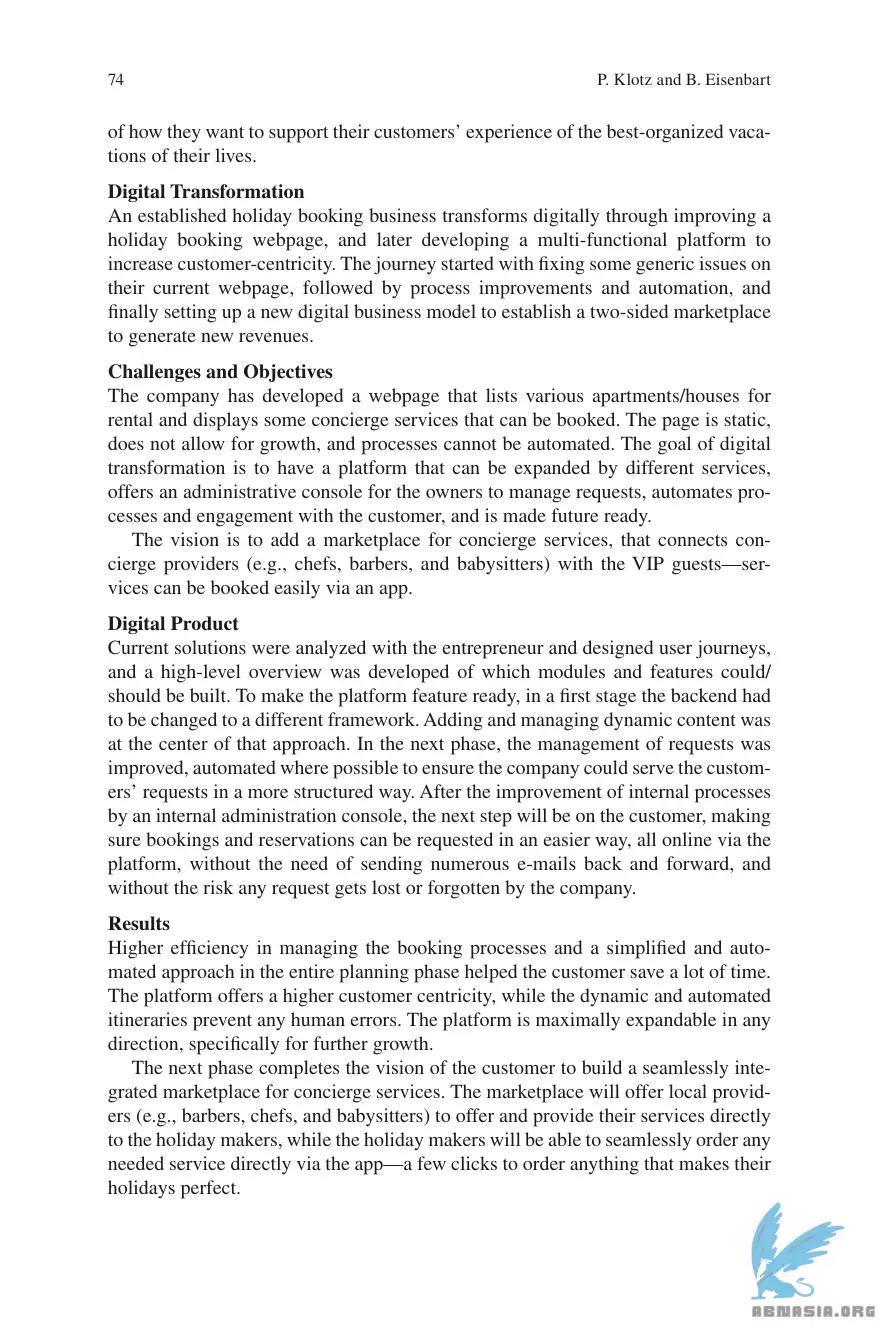 74 P. Klotz and B. Eisenbart
of how they want to support their customers’ experience of the best-organized vaca-
tions of their lives.
Digital Transformation
An established holiday booking business transforms digitally through improving a
holiday booking webpage, and later developing a multi-functional platform to
increase customer-centricity. The journey started with fixing some generic issues on
their current webpage, followed by process improvements and automation, and
finally setting up a new digital business model to establish a two-sided marketplace
to generate new revenues.
Challenges and Objectives
The company has developed a webpage that lists various apartments/houses for
rental and displays some concierge services that can be booked. The page is static,
does not allow for growth, and processes cannot be automated. The goal of digital
transformation is to have a platform that can be expanded by different services,
offers an administrative console for the owners to manage requests, automates pro-
cesses and engagement with the customer, and is made future ready.
The vision is to add a marketplace for concierge services, that connects con-
cierge providers (e.g., chefs, barbers, and babysitters) with the VIP guests—ser-
vices can be booked easily via an app.
Digital Product
Current solutions were analyzed with the entrepreneur and designed user journeys,
and a high-level overview was developed of which modules and features could/
should be built. To make the platform feature ready, in a first stage the backend had
to be changed to a different framework. Adding and managing dynamic content was
at the center of that approach. In the next phase, the management of requests was
improved, automated where possible to ensure the company could serve the custom-
ers’ requests in a more structured way. After the improvement of internal processes
by an internal administration console, the next step will be on the customer, making
sure bookings and reservations can be requested in an easier way, all online via the
platform, without the need of sending numerous e-mails back and forward, and
without the risk any request gets lost or forgotten by the company.
Results
Higher efficiency in managing the booking processes and a simplified and auto-
mated approach in the entire planning phase helped the customer save a lot of time.
The platform offers a higher customer centricity, while the dynamic and automated
itineraries prevent any human errors. The platform is maximally expandable in any
direction, specifically for further growth.
The next phase completes the vision of the customer to build a seamlessly inte-
grated marketplace for concierge services. The marketplace will offer local provid-
ers (e.g., barbers, chefs, and babysitters) to offer and provide their services directly
to the holiday makers, while the holiday makers will be able to seamlessly order any
needed service directly via the app—a few clicks to order anything that makes their
holidays perfect.
ABNASIA.ORG